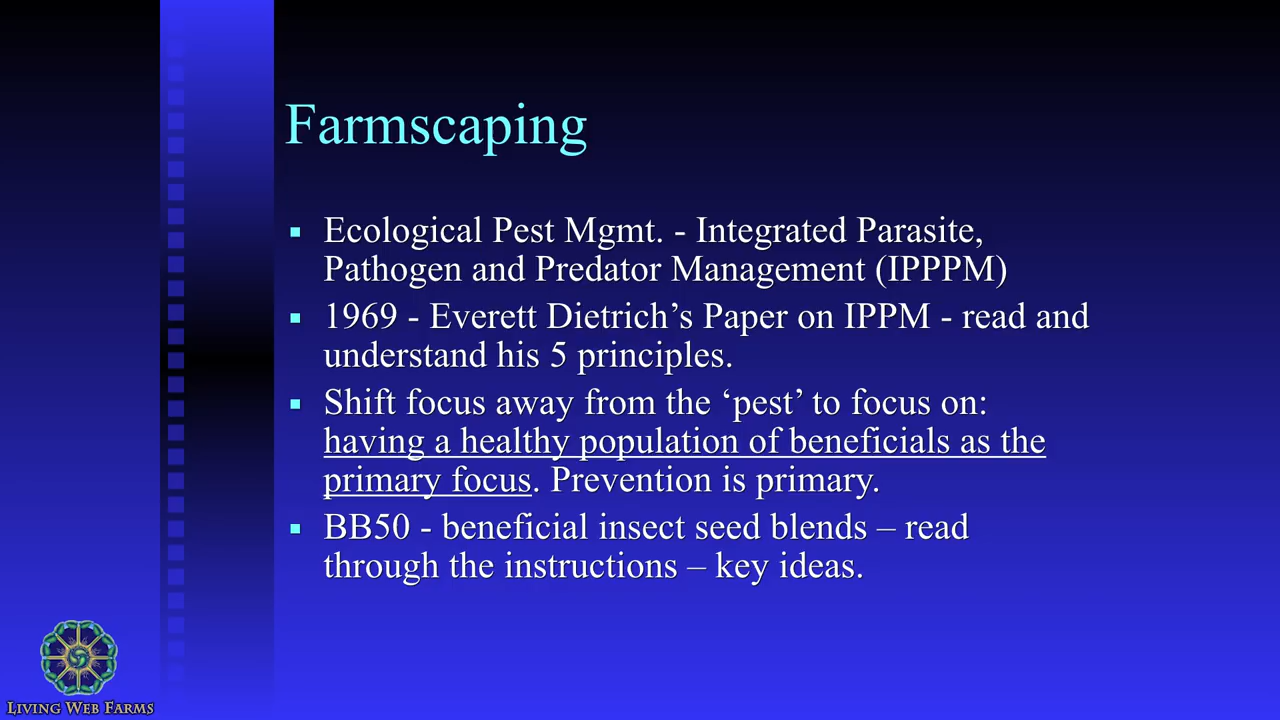 Farmscaping
Ecological Pest Mgmt. - Integrated Parasite,
Pathogen and Predator Management (IPPPM)
1969 - Everett Dietrich’s Paper on IPPM - read and
understand his 5 principles.
Shift focus away from the ‘pest’ to focus on:
having a healthy population of beneficials as the
primary focus. Prevention is primary.
BB50 - beneficial insect seed blends – read
through the instructions – key ideas.
Living Web Farms